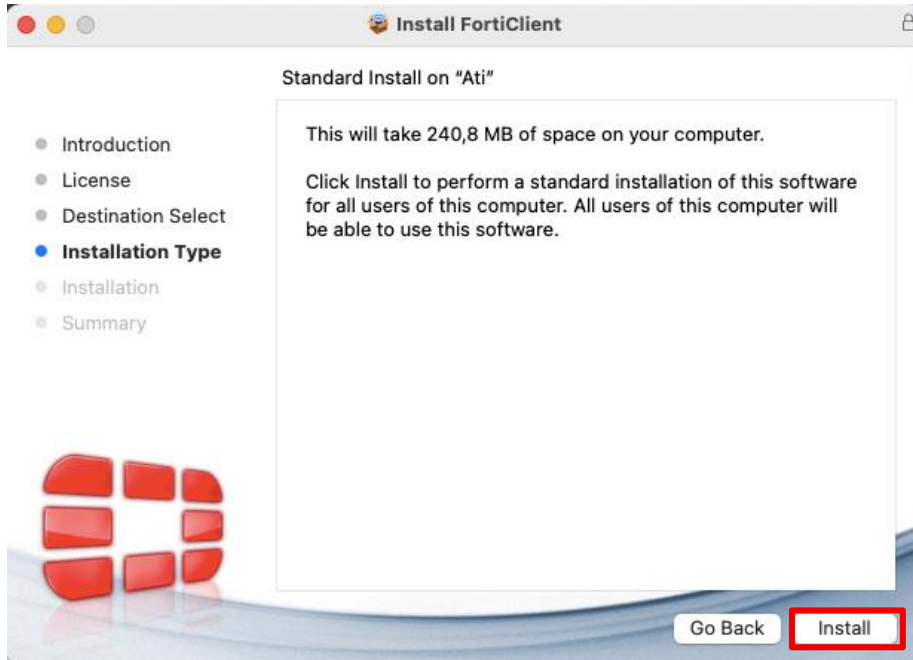 Install FortiClient
Standard Install on “Ati”
Introduction
License
Destination Select
Installation Type
Installation
Summary
This will take 240,8 MB of space on your computer.
Click Install to perform a standard installation of this software
for all users of this computer. All users of this computer will
be able to use this software.
Go Back
Install